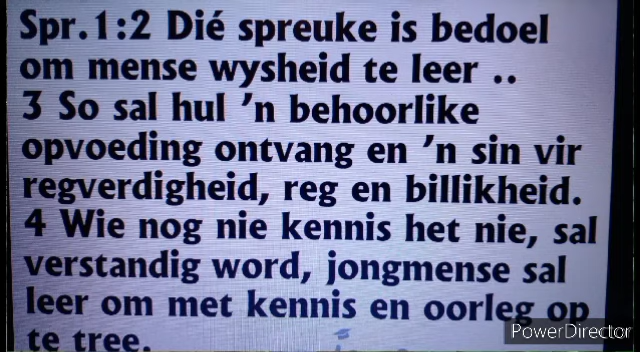 Spr.1:2 Dié spreuke is bedoel
om mense wysheid te leer ..
3 So sal hul 'n behoorlike
opvoeding ontvang en 'n sin vir
regverdigheid, reg en billikheid.
4 Wie nog nie kennis het nie, sal
verstandig word, jongmense sal
leer om met kennis en oorleg op
te tree.
PowerDirector